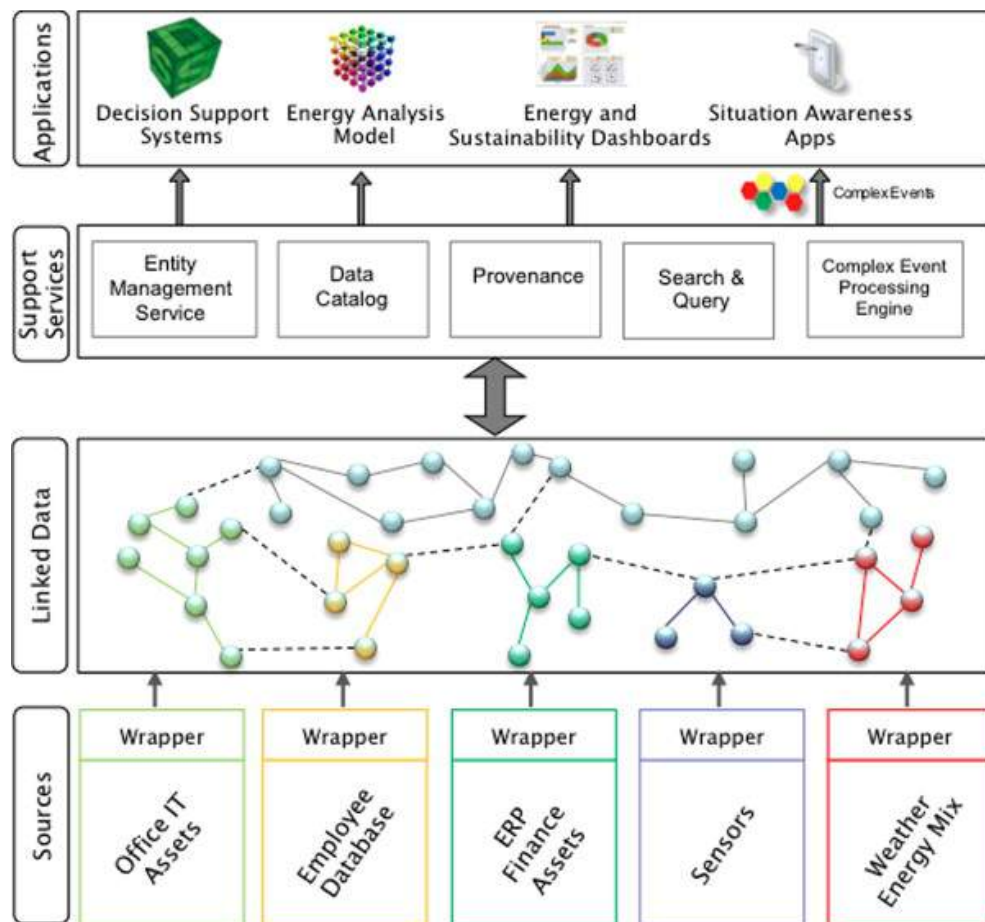 Applications
Decision Support
Systems
Energy Analysis
Model
Energy and
Sustainability Dashboards
Situation Awareness
Apps
Complex Events
Support
Services
Entity
Management
Service
Data
Catalog
Provenance
Search &
Query
Complex Event
Processing
Engine
Linked Data
Sources
Wrapper
Office IT
Assets
Wrapper
Employee
Database
Wrapper
ERP
Finance
Assets
Wrapper
Sensors
Wrapper
Weather
Energy Mix